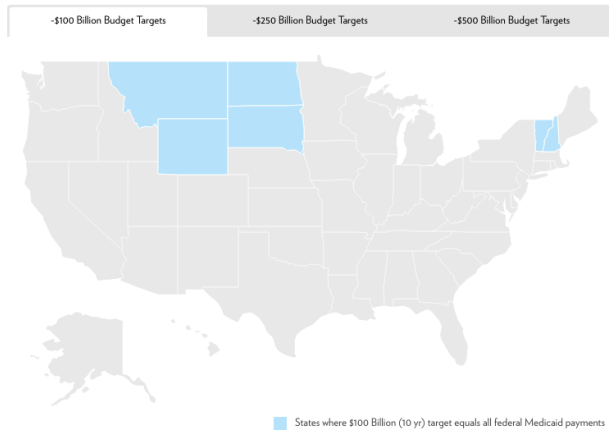 -$100 Billion Budget Targets
-$250 Billion Budget Targets
-$500 Billion Budget Targets
States where $100 Billion (10 yr) target equals all federal Medicaid payments